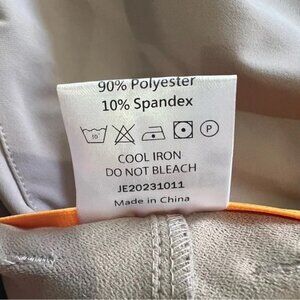 90% Polyester
10% Spandex
P
COOL IRON
DO NOT BLEACH
JE20231011
Made in China